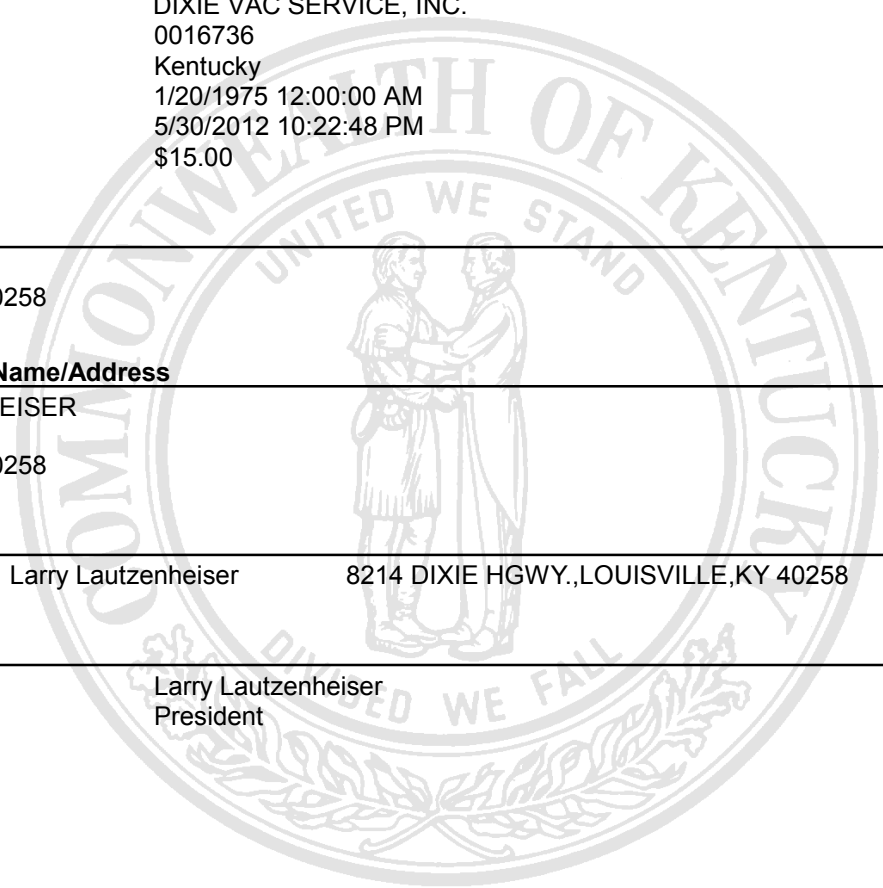 DIXIE VAC SERVICE, INC.
0016736
Kentucky
1/20/1975 12:00:00 AM
5/30/2012 10:22:48 PM
$15.00
COMMONWEALTH OF KENTUCKY
UNITED WE STAND
0258
Name/Address
EISER
0258
Larry Lautzenheiser 8214 DIXIE HGWY.,LOUISVILLE,KY 40258
DIVIDED WE FALL
Larry Lautzenheiser
President